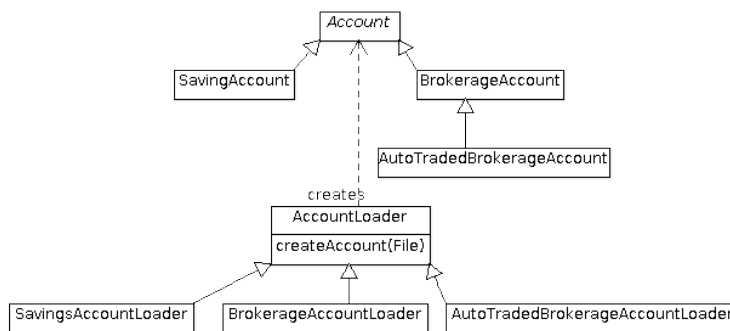 Account
SavingAccount
BrokerageAccount
AutoTradedBrokerageAccount
creates
AccountLoader
createAccount(File)
SavingsAccountLoader
BrokerageAccountLoader
AutoTradedBrokerageAccountLoader